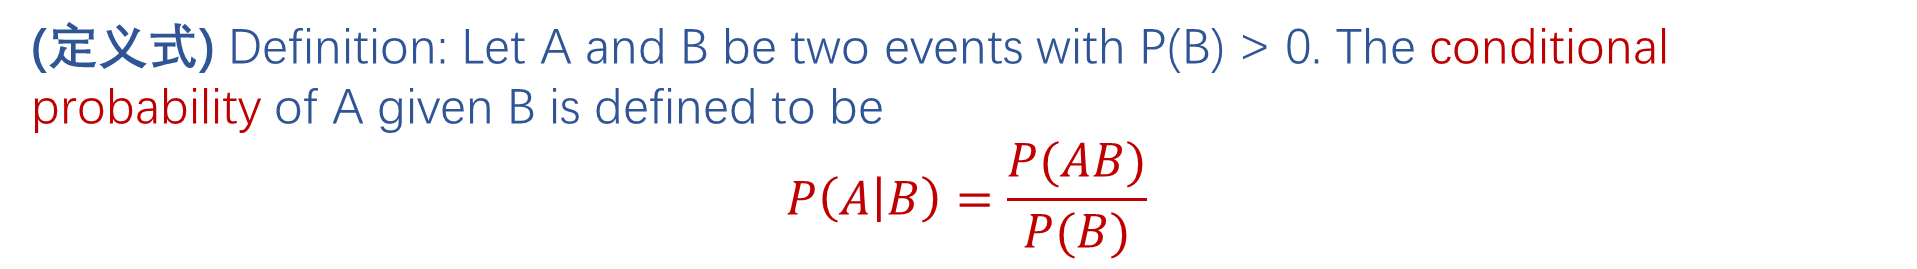 (定义式) Definition: Let A and B be two events with P(B) > 0. The conditional
probability of A given B is defined to be
P(A|B) = \frac{P(AB)}{P(B)}